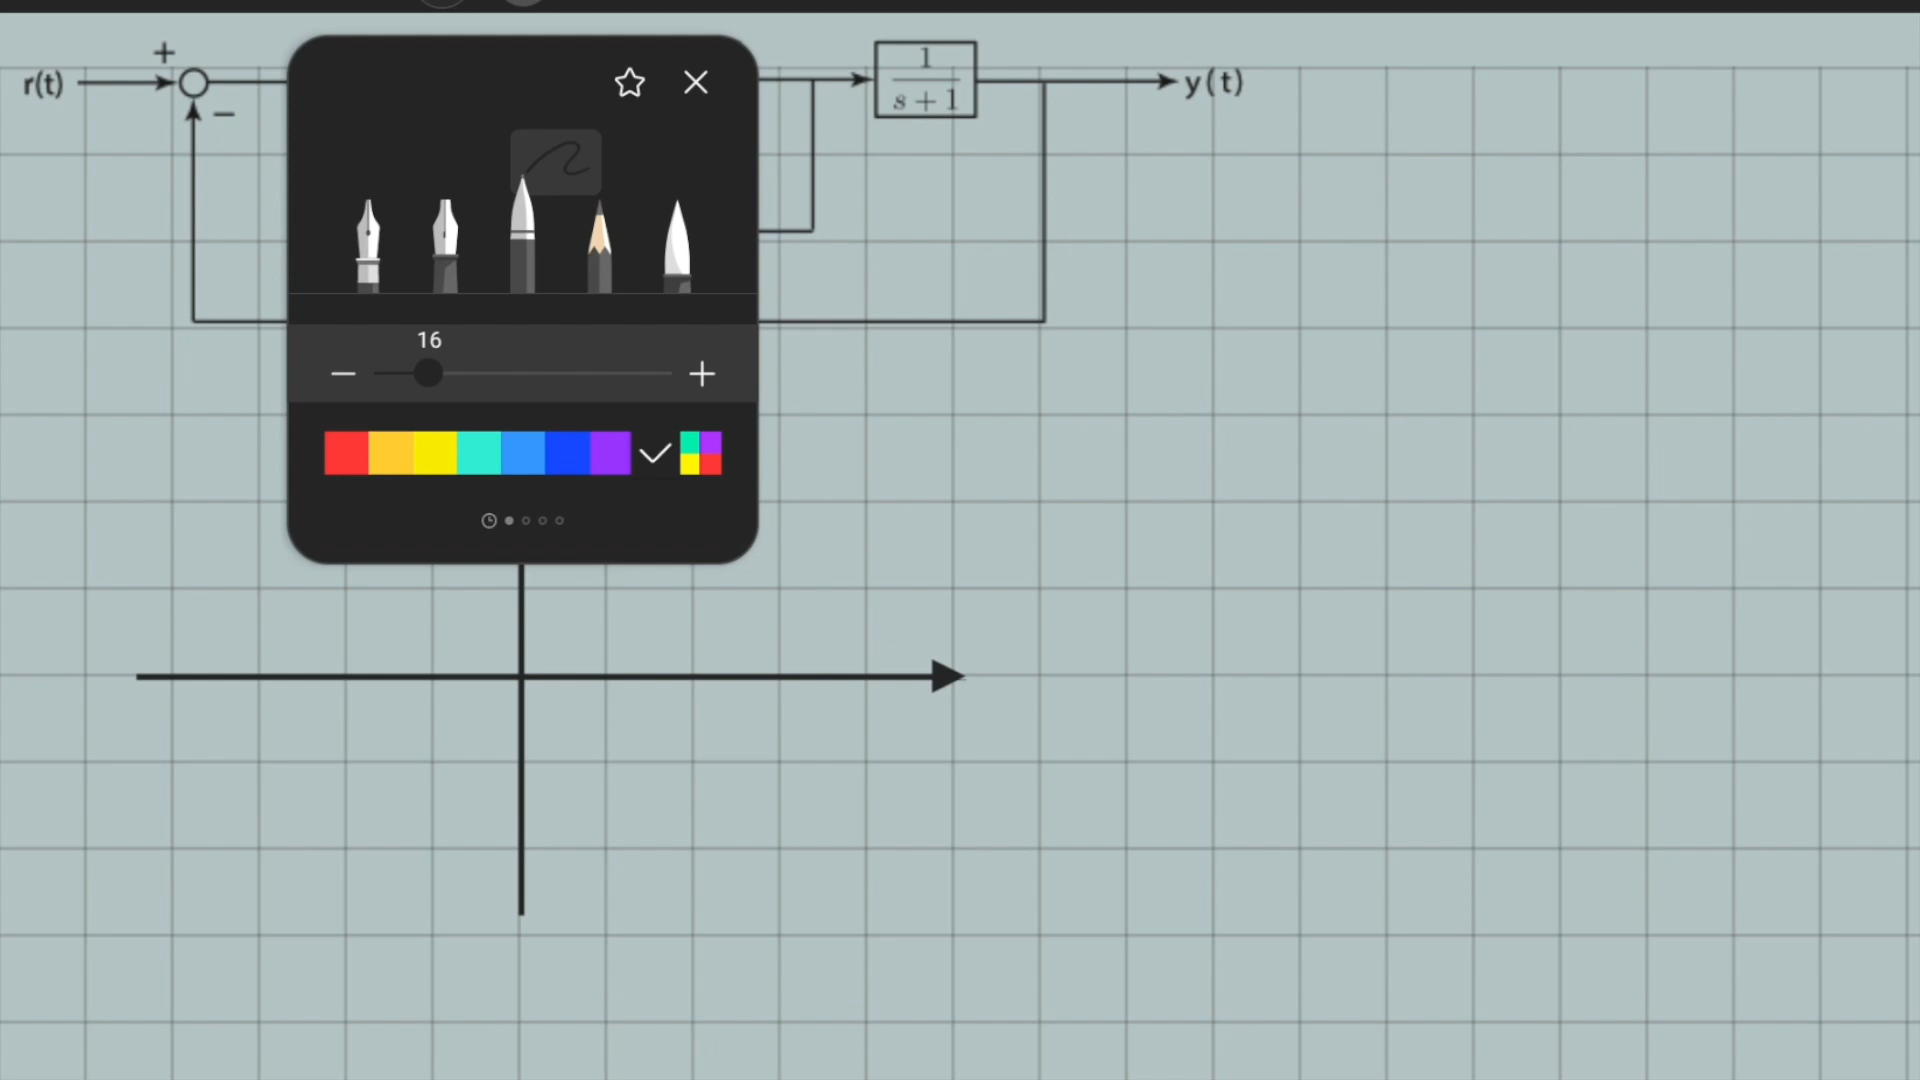 +
r(t)
−
1
s + 1
y(t)
16